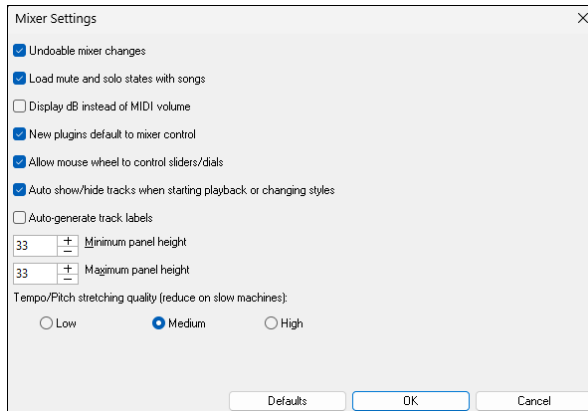 Mixer Settings
Undoable mixer changes
Load mute and solo states with songs
Display dB instead of MIDI volume
New plugins default to mixer control
Allow mouse wheel to control sliders/dials
Auto show/hide tracks when starting playback or changing styles
Auto-generate track labels
33 Minimum panel height
33 Maximum panel height
Tempo/Pitch stretching quality (reduce on slow machines):
Low Medium High
Defaults OK Cancel